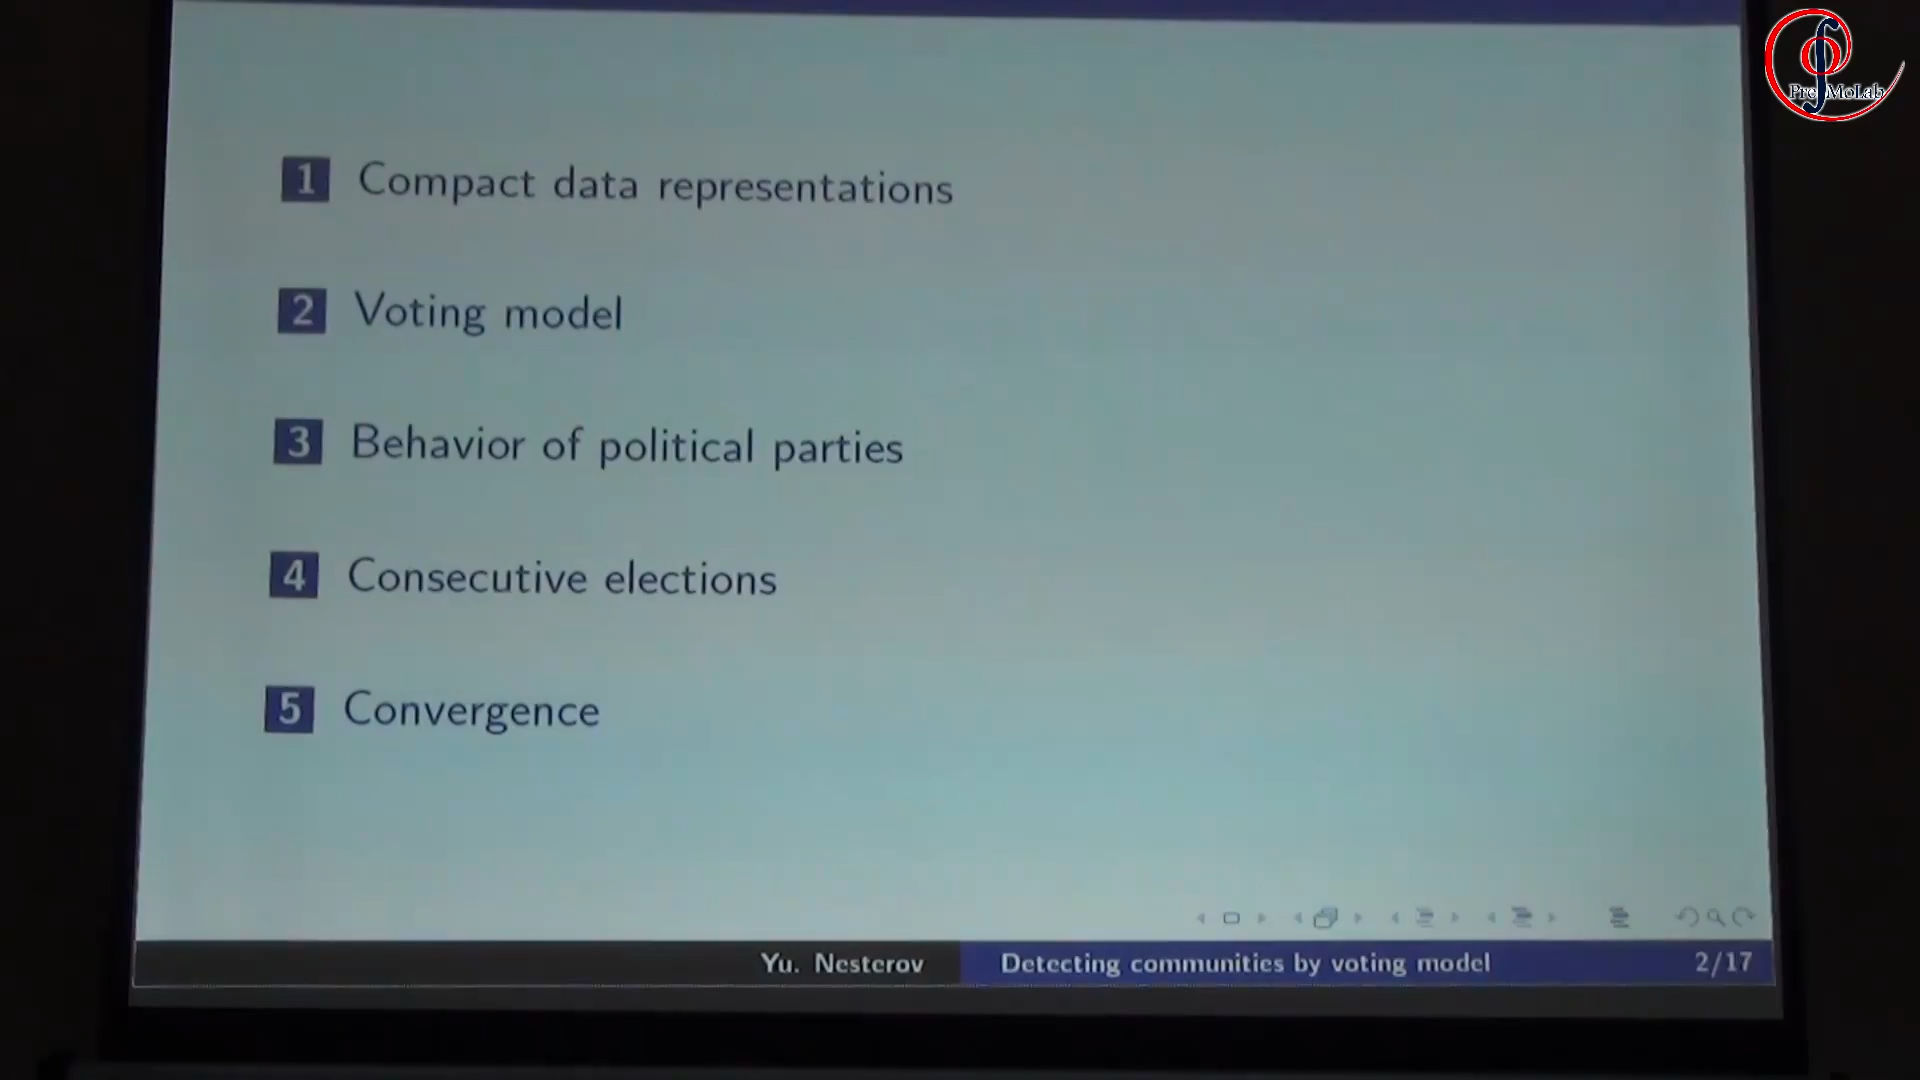 PreMoLab
1 Compact data representations
2 Voting model
3 Behavior of political parties
4 Consecutive elections
5 Convergence
Yu. Nesterov Detecting communities by voting model 2/17